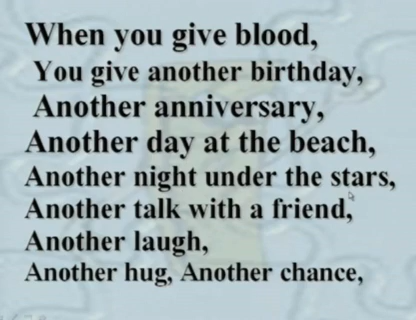 When you give blood,
You give another birthday,
Another anniversary,
Another day at the beach,
Another night under the stars,
Another talk with a friend,
Another laugh,
Another hug, Another chance,